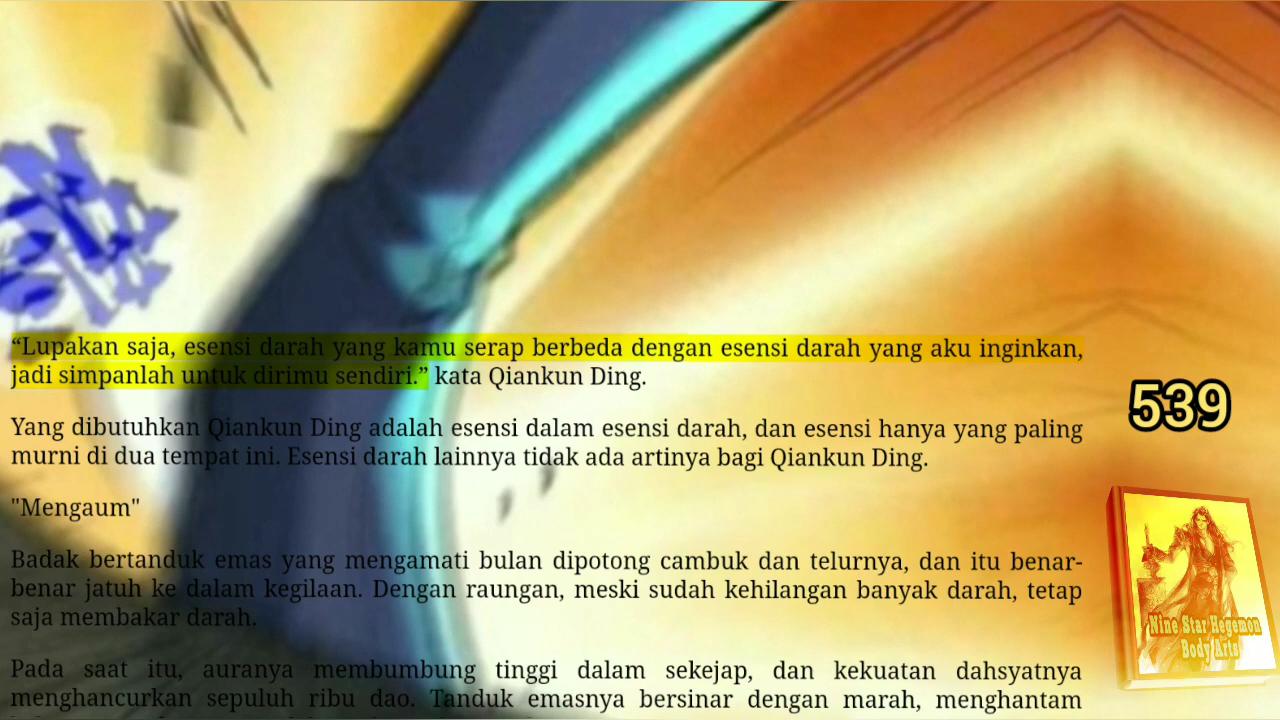 “Lupakan saja, esensi darah yang kamu serap berbeda dengan esensi darah yang aku inginkan,
jadi simpanlah untuk dirimu sendiri.” kata Qiankun Ding.
Yang dibutuhkan Qiankun Ding adalah esensi dalam esensi darah, dan esensi hanya yang paling
murni di dua tempat ini. Esensi darah lainnya tidak ada artinya bagi Qiankun Ding.
"Mengaum"
Badak bertanduk emas yang mengamati bulan dipotong cambuk dan telurnya, dan itu benar-
benar jatuh ke dalam kegilaan. Dengan raungan, meski sudah kehilangan banyak darah, tetap
saja membakar darah.
Pada saat itu, auranya membumbung tinggi dalam sekejap, dan kekuatan dahsyatnya
menghancurkan sepuluh ribu dao. Tanduk emasnya bersinar dengan marah, menghantam
539
Nine Star Hegemon
Body Arts